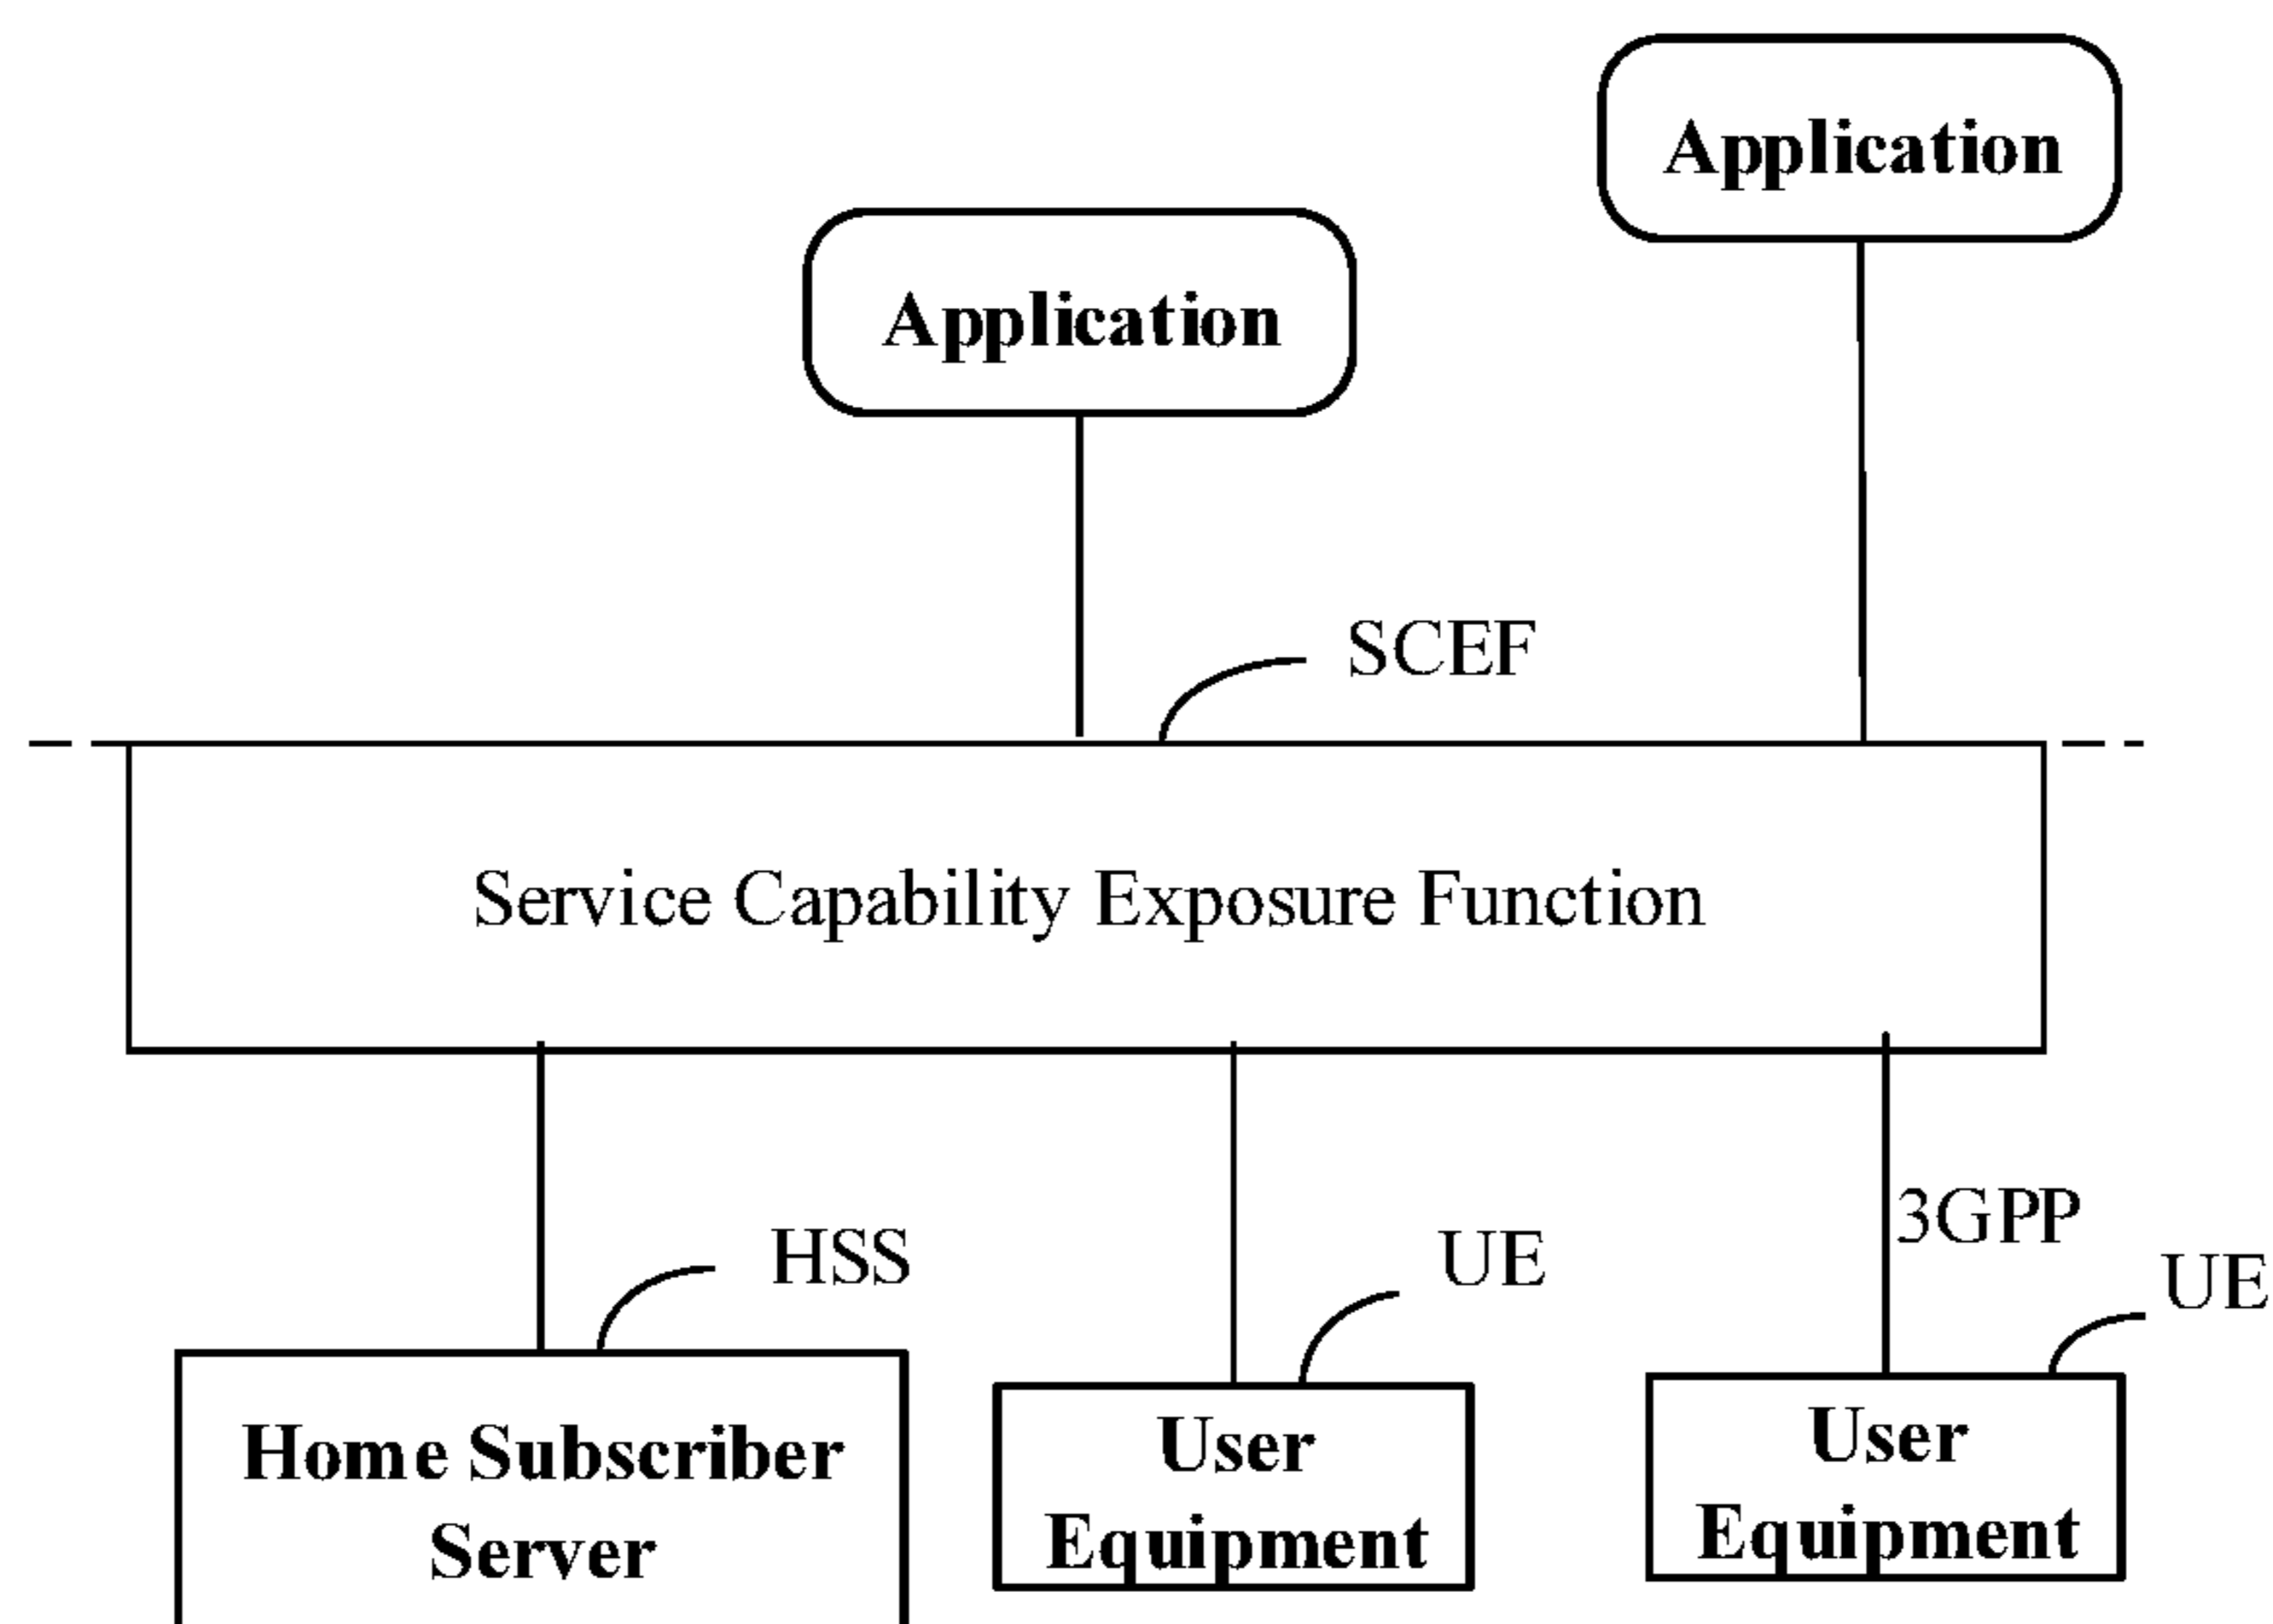 Application
Application
SCEF
Service Capability Exposure Function
3GPP
HSS
UE
UE
Home Subscriber
Server
User
Equipment
User
Equipment